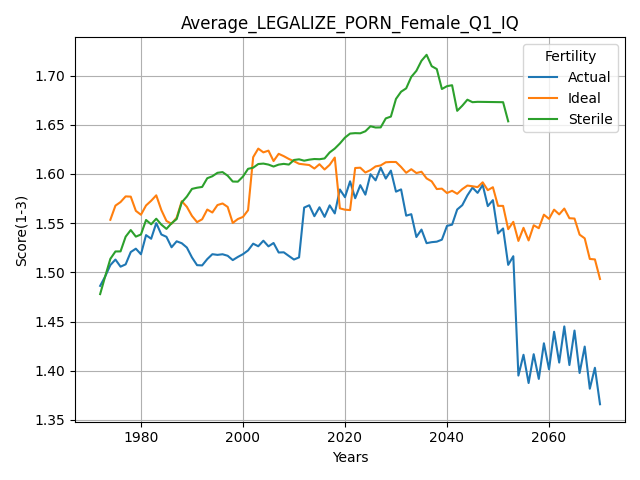 Average_LEGALIZE_PORN_Female_Q1_IQ
Fertility
Actual
Ideal
Sterile
Score(1-3)
1.70
1.65
1.60
1.55
1.50
1.45
1.40
1.35
1980
2000
2020
2040
2060
Years